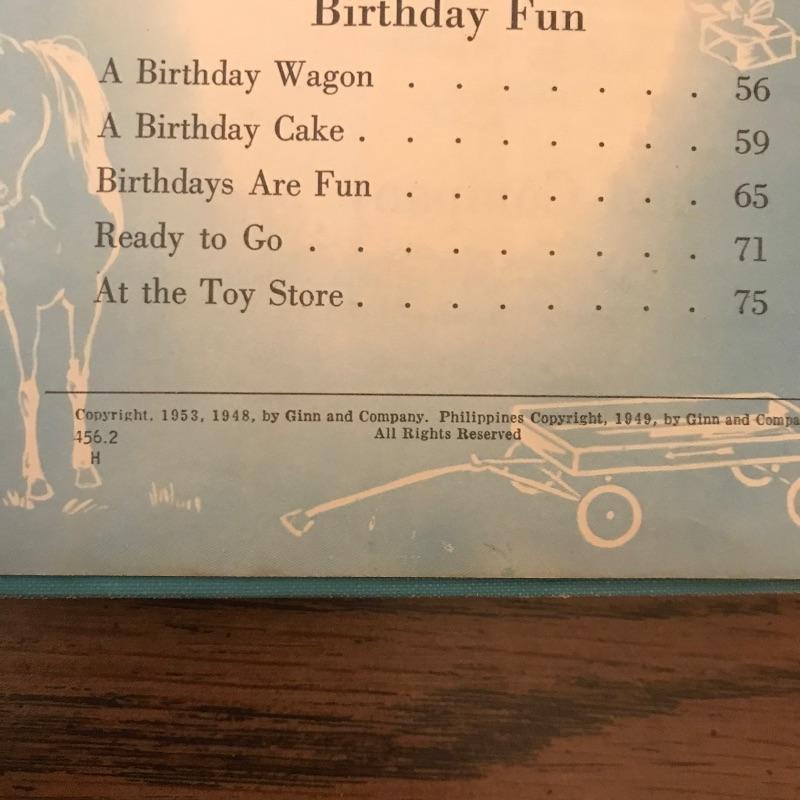 Birthday Fun
A Birthday Wagon . . . . . . . 56
A Birthday Cake . . . . . . . . 59
Birthdays Are Fun . . . . . . . 65
Ready to Go . . . . . . . . . 71
At the Toy Store . . . . . . . . 75
Copyright, 1953, 1948, by Ginn and Company. Philippines Copyright, 1949, by Ginn and Compa
456.2 All Rights Reserved
H